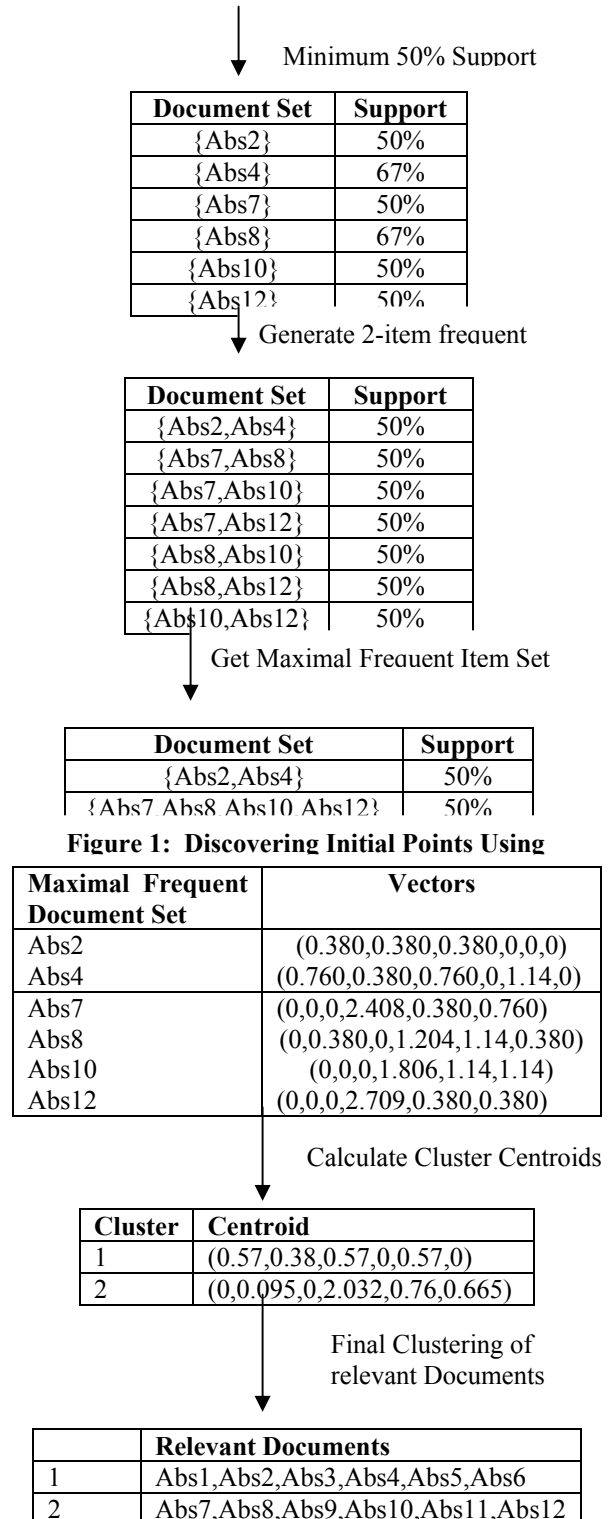 Minimum 50% Support
Document Set Support
{Abs2} 50%
{Abs4} 67%
{Abs7} 50%
{Abs8} 67%
{Abs10} 50%
{Abs12} 50%
Generate 2-item frequent
Document Set Support
{Abs2,Abs4} 50%
{Abs7,Abs8} 50%
{Abs7,Abs10} 50%
{Abs7,Abs12} 50%
{Abs8,Abs10} 50%
{Abs8,Abs12} 50%
{Abs10,Abs12} 50%
Get Maximal Frequent Item Set
Document Set Support
{Abs2,Abs4} 50%
{Abs7,Abs8,Abs10,Abs12} 50%
Figure 1: Discovering Initial Points Using
Maximal Frequent Vectors
Document Set
Abs2 (0.380,0.380,0.380,0,0,0)
Abs4 (0.760,0.380,0.760,0,1.14,0)
Abs7 (0,0,0,2.408,0.380,0.760)
Abs8 (0,0.380,0,1.204,1.14,0.380)
Abs10 (0,0,0,1.806,1.14,1.14)
Abs12 (0,0,0,2.709,0.380,0.380)
Calculate Cluster Centroids
Cluster Centroid
1 (0.57,0.38,0.57,0,0.57,0)
2 (0,0.095,0,2.032,0.76,0.665)
Final Clustering of
relevant Documents
Relevant Documents
1 Abs1,Abs2,Abs3,Abs4,Abs5,Abs6
2 Abs7,Abs8,Abs9,Abs10,Abs11,Abs12